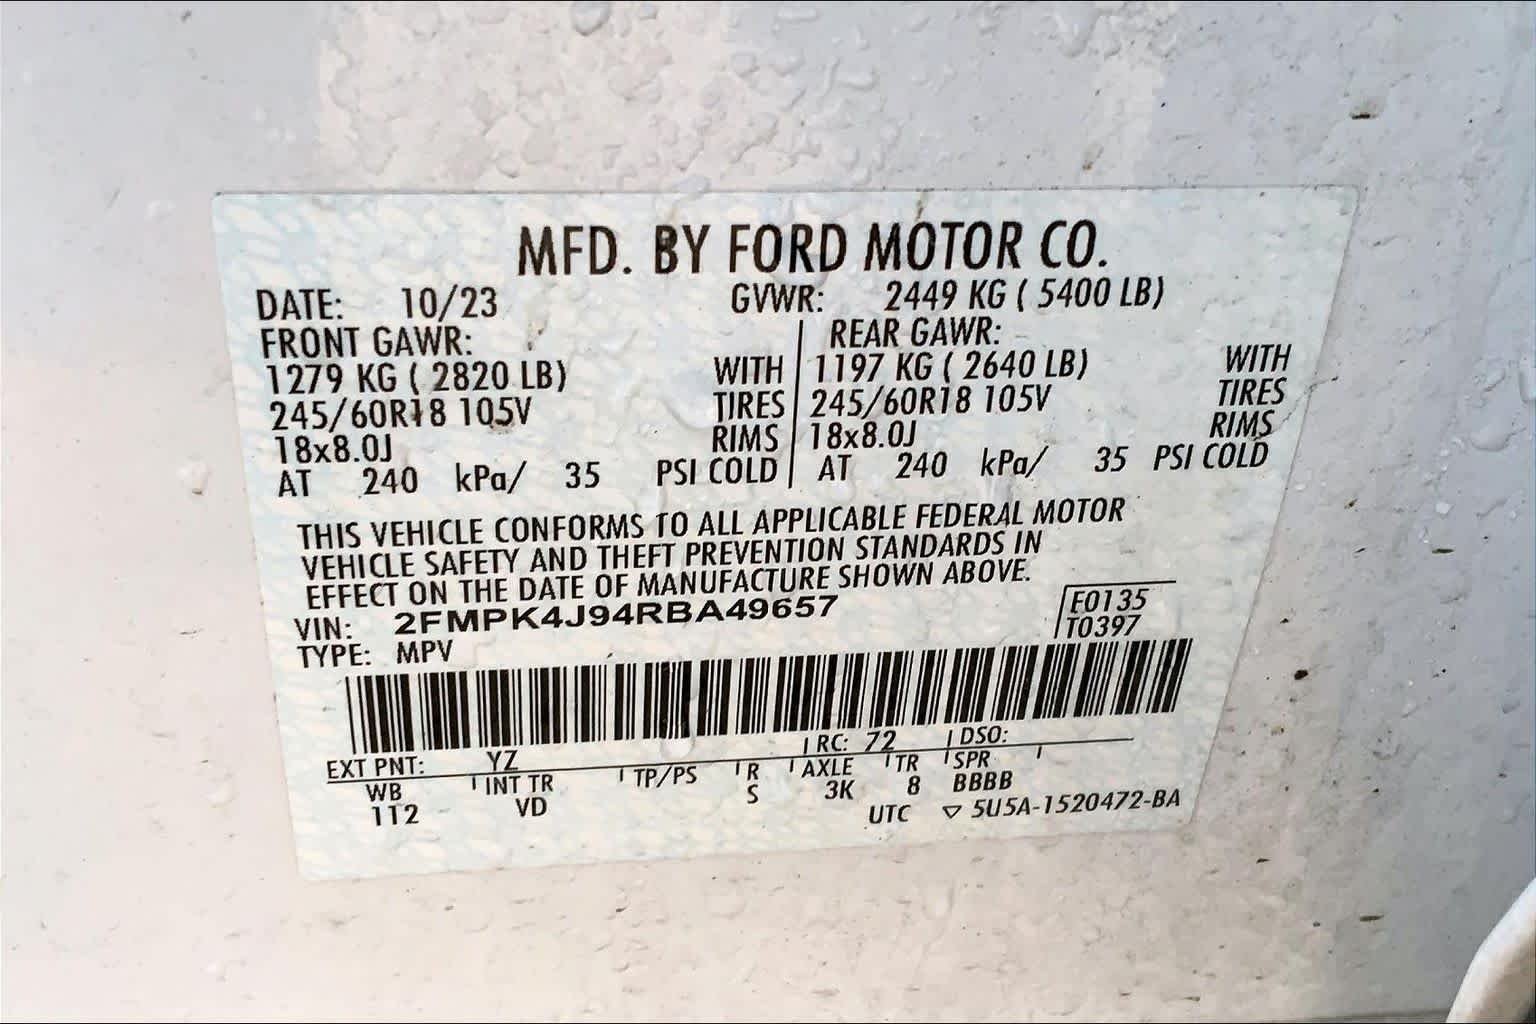 MFD. BY FORD MOTOR CO.
DATE: 10/23 GVWR: 2449 KG ( 5400 LB)
FRONT GAWR: REAR GAWR:
1279 KG ( 2820 LB) WITH 1197 KG ( 2640 LB) WITH
245/60R18 105V TIRES 245/60R18 105V TIRES
18x8.0J RIMS 18x8.0J RIMS
AT 240 kPa/ 35 PSI COLD AT 240 kPa/ 35 PSI COLD
THIS VEHICLE CONFORMS TO ALL APPLICABLE FEDERAL MOTOR
VEHICLE SAFETY AND THEFT PREVENTION STANDARDS IN
EFFECT ON THE DATE OF MANUFACTURE SHOWN ABOVE.
VIN: 2FMPK4J94RBA49657 F0135
TYPE: MPV T0397
EXT PNT: YZ RC: 72 DSO:
WB INT TR TP/PS R AXLE TR SPR
112 VD S 3K 8 BBBB
UTC ▽ 5U5A-1520472-BA